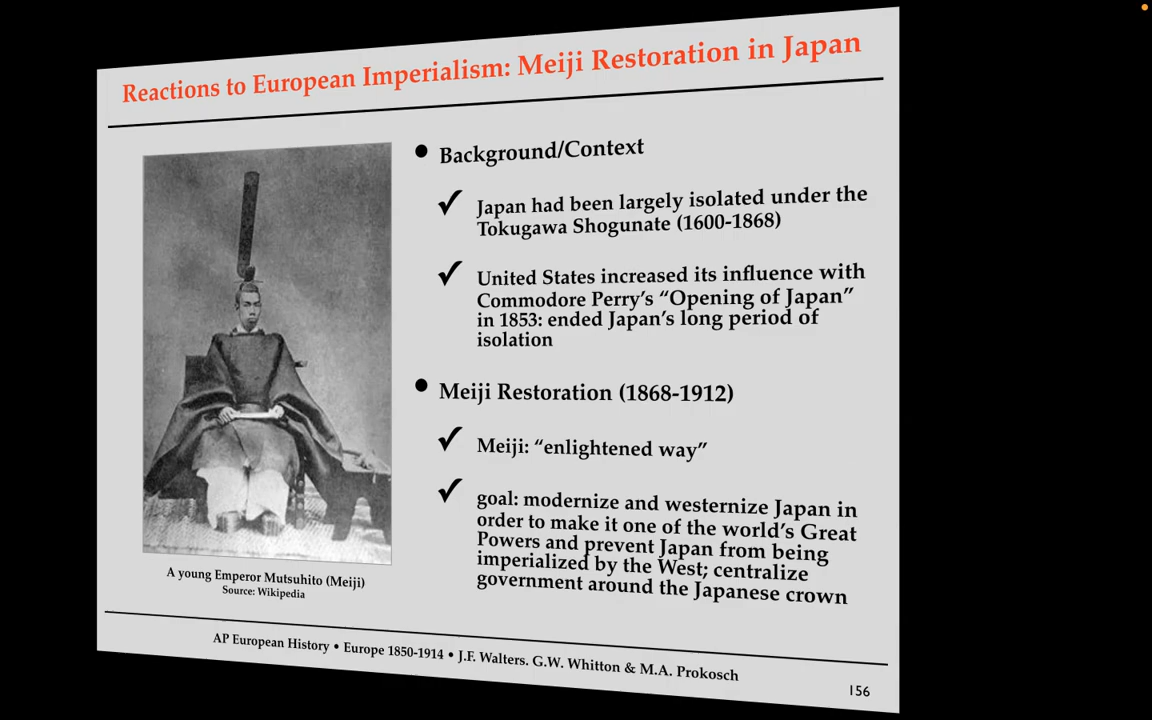 Reactions to European Imperialism: Meiji Restoration in Japan
• Background/Context
✓ Japan had been largely isolated under the
Tokugawa Shogunate (1600-1868)
✓ United States increased its influence with
Commodore Perry's “Opening of Japan”
in 1853: ended Japan's long period of
isolation
• Meiji Restoration (1868-1912)
✓ Meiji: “enlightened way”
✓ goal: modernize and westernize Japan in
order to make it one of the world's Great
Powers and prevent Japan from being
imperialized by the West; centralize
government around the Japanese crown
A young Emperor Mutsuhito (Meiji)
Source: Wikipedia
AP European History • Europe 1850-1914 • J.F. Walters. G.W. Whitton & M.A. Prokosch
156